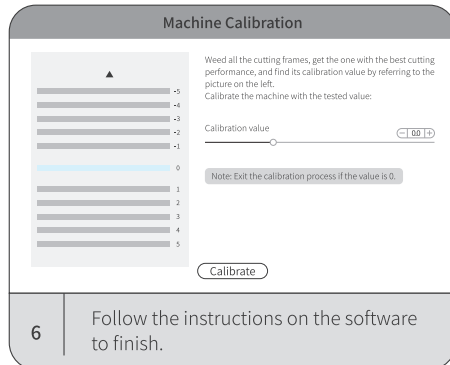 Machine Calibration
Weed all the cutting frames, get the one with the best cutting
performance, and find its calibration value by referring to the
picture on the left.
Calibrate the machine with the tested value:
-5
-4
-3
-2
-1
0
1
2
3
4
5
Calibration value
− 0.0 +
Note: Exit the calibration process if the value is 0.
Calibrate
6
Follow the instructions on the software
to finish.